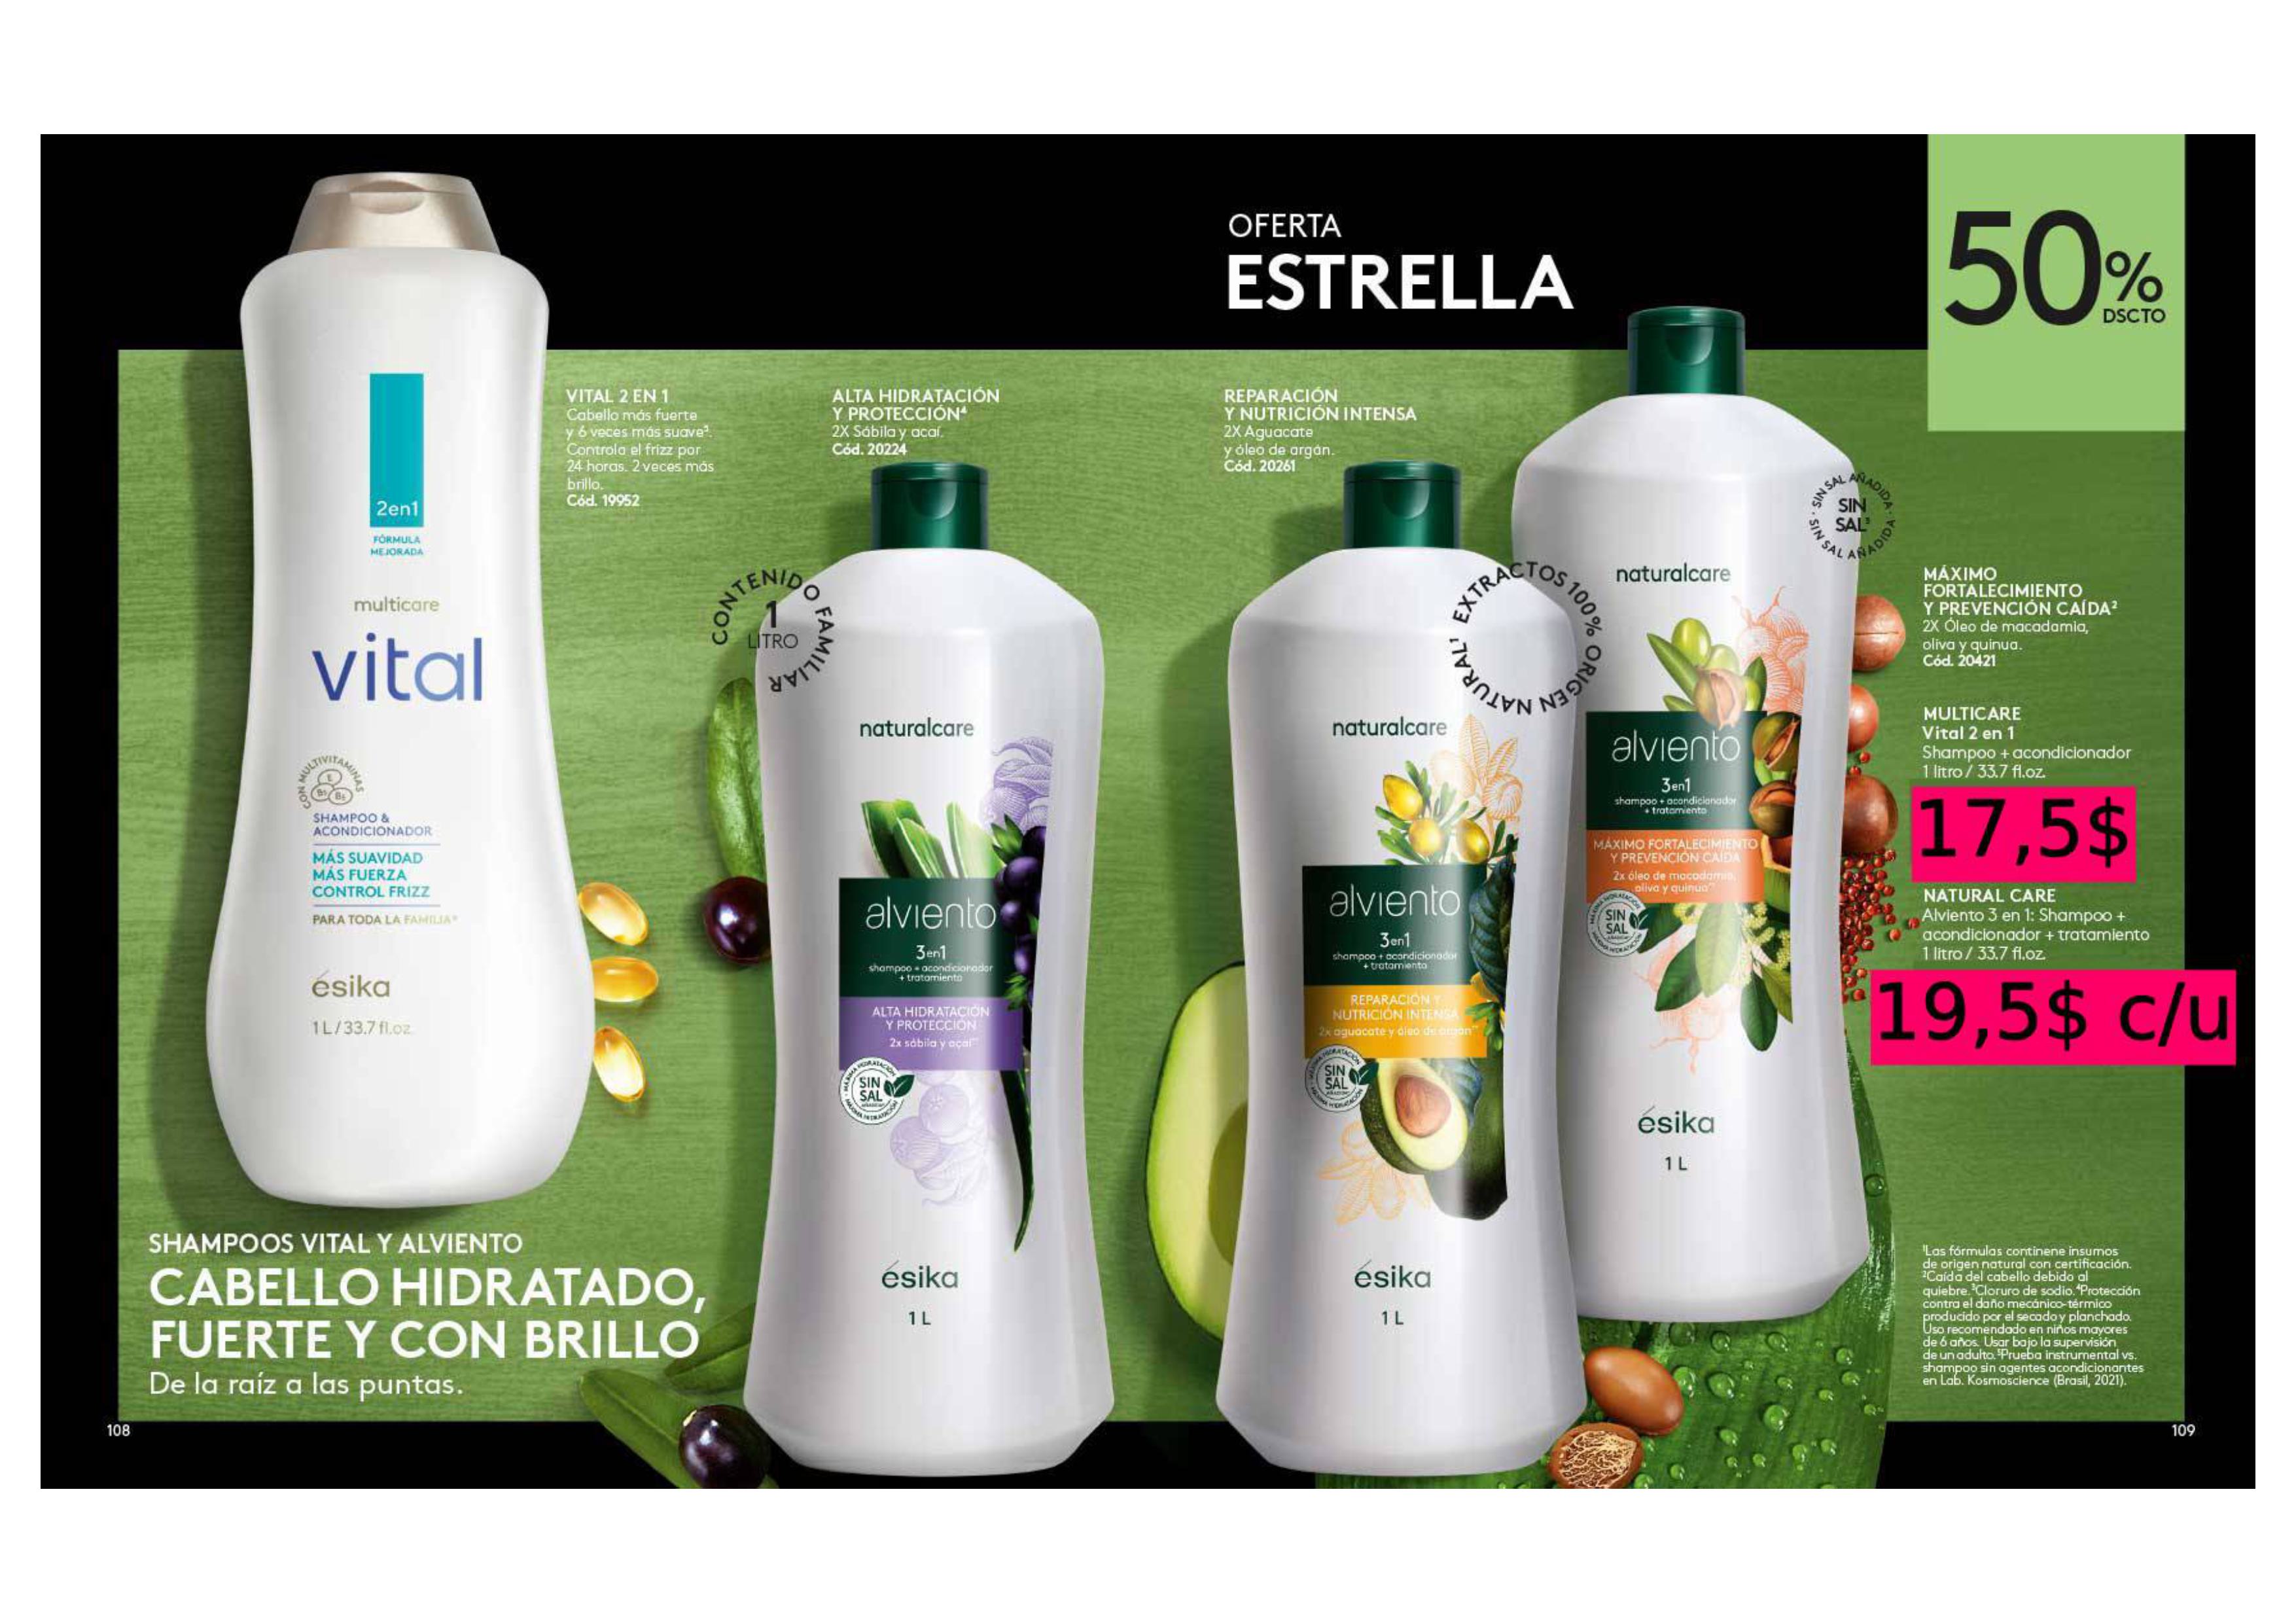 OFERTA
ESTRELLA
50%
DSCTO
VITAL 2 EN 1
Cabello más fuerte
y 6 veces más suave⁵.
Controla el frizz por
24 horas. 2 veces más
brillo.
Cód. 19952
ALTA HIDRATACIÓN
Y PROTECCIÓN⁴
2X Sábila y acaí.
Cód. 20224
REPARACIÓN
Y NUTRICIÓN INTENSA
2X Aguacate
y óleo de argán.
Cód. 20261
2en1
FÓRMULA
MEJORADA
multicare
vital
CON MULTIVITAMINAS
E
B3
B5
SHAMPOO &
ACONDICIONADOR
MÁS SUAVIDAD
MÁS FUERZA
CONTROL FRIZZ
PARA TODA LA FAMILIA*
ésika
1 L / 33.7 fl.oz.
CONTENIDO FAMILIAR
1
LITRO
naturalcare
alviento
3en1
shampoo + acondicionador
+ tratamiento
ALTA HIDRATACIÓN
Y PROTECCIÓN
2x sábila y açaí**
MÁXIMA HIDRATACIÓN
SIN
SAL
ésika
1 L
EXTRACTOS 100% ORIGEN NATURAL¹
naturalcare
alviento
3en1
shampoo + acondicionador
+ tratamiento
REPARACIÓN Y
NUTRICIÓN INTENSA
2x aguacate y óleo de argán**
SIN
SAL
ésika
1 L
SIN SAL AÑADIDA · SIN SAL AÑADIDA ·
SIN
SAL³
naturalcare
alviento
3en1
shampoo + acondicionador
+ tratamiento
MÁXIMO FORTALECIMIENTO
Y PREVENCIÓN CAÍDA
2x óleo de macadamia,
oliva y quinua**
SIN
SAL
ésika
1 L
MÁXIMO
FORTALECIMIENTO
Y PREVENCIÓN CAÍDA²
2X Óleo de macadamia,
oliva y quinua.
Cód. 20421
MULTICARE
Vital 2 en 1
Shampoo + acondicionador
1 litro / 33.7 fl.oz.
17,5$
NATURAL CARE
Alviento 3 en 1: Shampoo +
acondicionador + tratamiento
1 litro / 33.7 fl.oz.
19,5$ c/u
SHAMPOOS VITAL Y ALVIENTO
CABELLO HIDRATADO,
FUERTE Y CON BRILLO
De la raíz a las puntas.
¹Las fórmulas continene insumos
de origen natural con certificación.
²Caída del cabello debido al
quiebre. ³Cloruro de sodio. ⁴Protección
contra el daño mecánico-térmico
producido por el secado y planchado.
Uso recomendado en niños mayores
de 6 años. Usar bajo la supervisión
de un adulto. ⁵Prueba instrumental vs.
shampoo sin agentes acondicionantes
en Lab. Kosmoscience (Brasil, 2021).
108
109